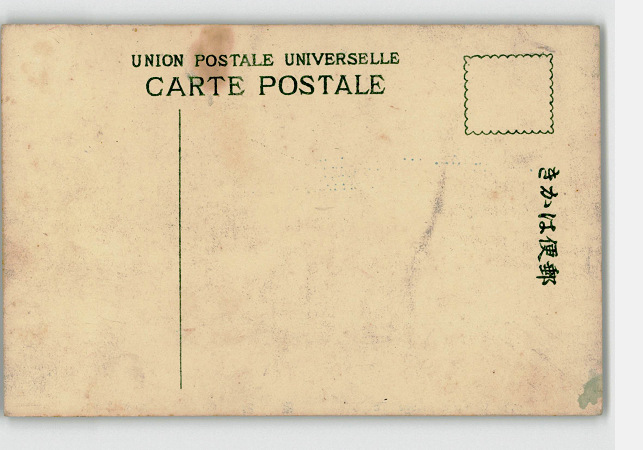 UNION POSTALE UNIVERSELLE
CARTE POSTALE
きかは便郵